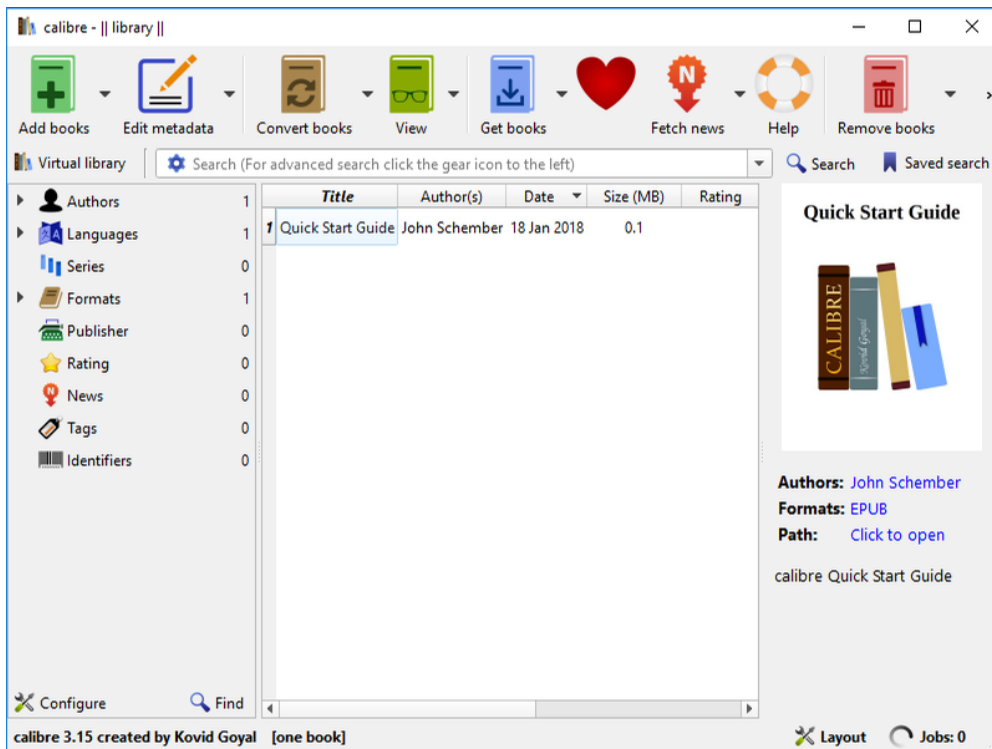 calibre - || library ||
Add books
Edit metadata
Convert books
View
Get books
N
Fetch news
Help
Remove books
Virtual library
Search (For advanced search click the gear icon to the left)
Search
Saved search
Authors 1
Languages 1
Series 0
Formats 1
Publisher 0
Rating 0
News 0
Tags 0
Identifiers 0
Configure
Find
Title Author(s) Date Size (MB) Rating
1 Quick Start Guide John Schember 18 Jan 2018 0.1
Quick Start Guide
CALIBRE
Kovid Goyal
Authors: John Schember
Formats: EPUB
Path: Click to open
calibre Quick Start Guide
calibre 3.15 created by Kovid Goyal [one book]
Layout
Jobs: 0